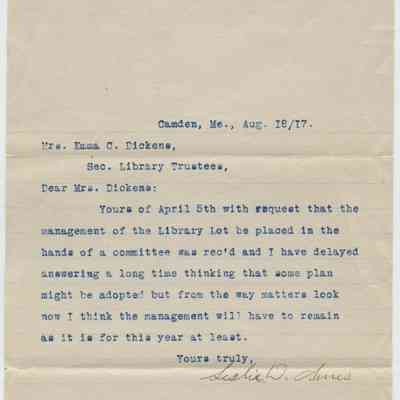 Camden, Me., Aug. 18/17.
Mrs. Emma C. Dickens,
Sec. Library Trustees,
Dear Mrs. Dickens:
Yours of April 5th with request that the
management of the Library Lot be placed in the
hands of a committee was rec'd and I have delayed
answering a long time thinking that some plan
might be adopted but from the way matters look
now I think the management will have to remain
as it is for this year at least.
Yours truly,
D.